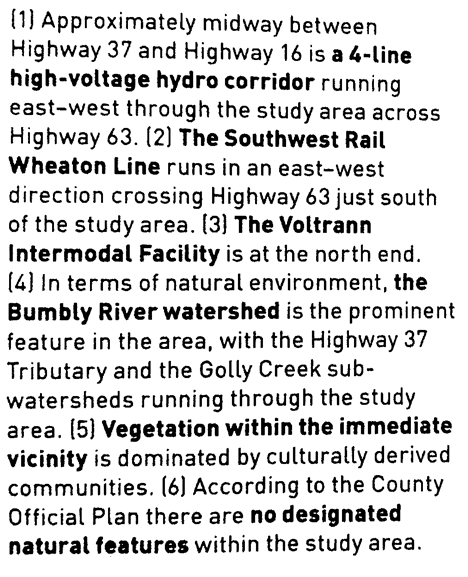 (1) Approximately midway between
Highway 37 and Highway 16 is a 4-line
high-voltage hydro corridor running
east–west through the study area across
Highway 63. (2) The Southwest Rail
Wheaton Line runs in an east–west
direction crossing Highway 63 just south
of the study area. (3) The Voltrann
Intermodal Facility is at the north end.
(4) In terms of natural environment, the
Bumbly River watershed is the prominent
feature in the area, with the Highway 37
Tributary and the Golly Creek sub-
watersheds running through the study
area. (5) Vegetation within the immediate
vicinity is dominated by culturally derived
communities. (6) According to the County
Official Plan there are no designated
natural features within the study area.